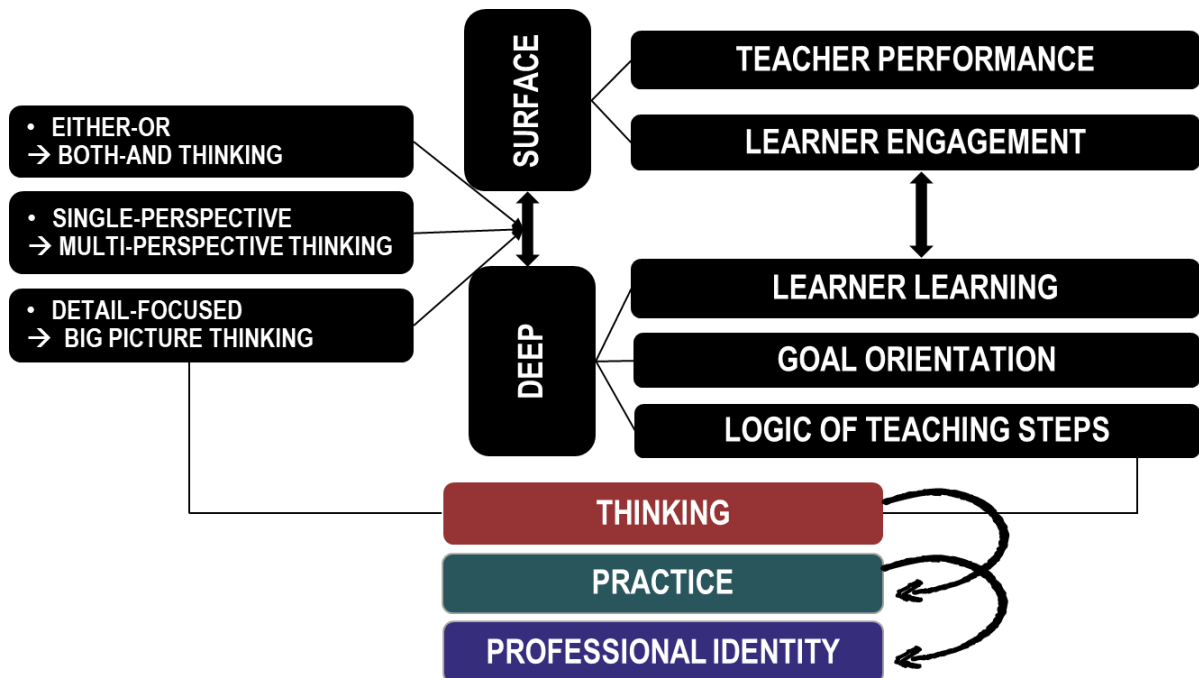 SURFACE
TEACHER PERFORMANCE
LEARNER ENGAGEMENT
• EITHER-OR
→ BOTH-AND THINKING
• SINGLE-PERSPECTIVE
→ MULTI-PERSPECTIVE THINKING
• DETAIL-FOCUSED
→ BIG PICTURE THINKING
DEEP
LEARNER LEARNING
GOAL ORIENTATION
LOGIC OF TEACHING STEPS
THINKING
PRACTICE
PROFESSIONAL IDENTITY